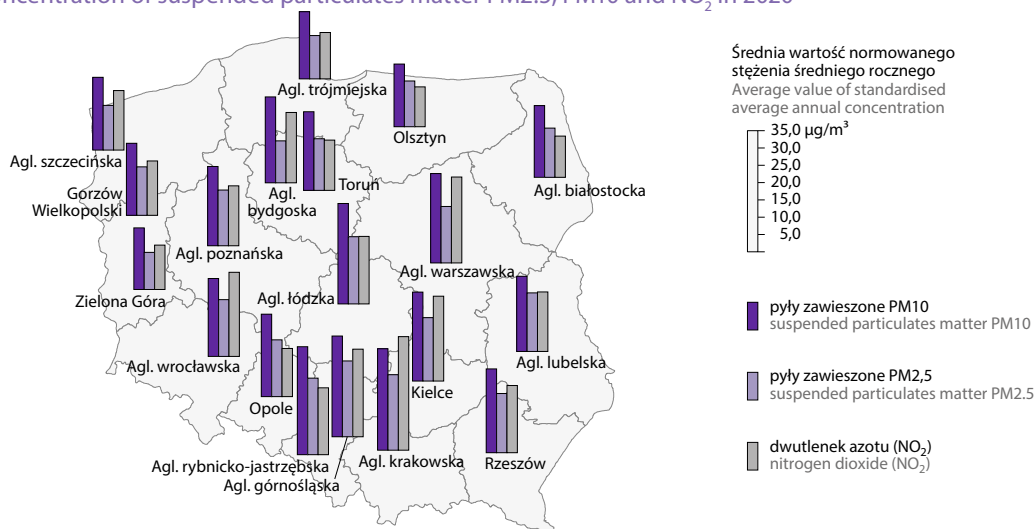 concentration of suspended particulates matter PM2.5, PM10 and NO₂ in 2020
Średnia wartość normowanego
stężenia średniego rocznego
Average value of standardised
average annual concentration
35,0 µg/m³
30,0
25,0
20,0
15,0
10,0
5,0
Agl. trójmiejska
Olsztyn
Agl. szczecińska
Agl. białostocka
Gorzów
Wielkopolski
Agl.
bydgoska
Toruń
Agl. poznańska
Agl. warszawska
Zielona Góra
Agl. łódzka
Agl. wrocławska
Agl. lubelska
Opole
Kielce
Agl. rybnicko-jastrzębska
Agl. górnośląska
Agl. krakowska
Rzeszów
pyły zawieszone PM10
suspended particulates matter PM10
pyły zawieszone PM2,5
suspended particulates matter PM2.5
dwutlenek azotu (NO₂)
nitrogen dioxide (NO₂)